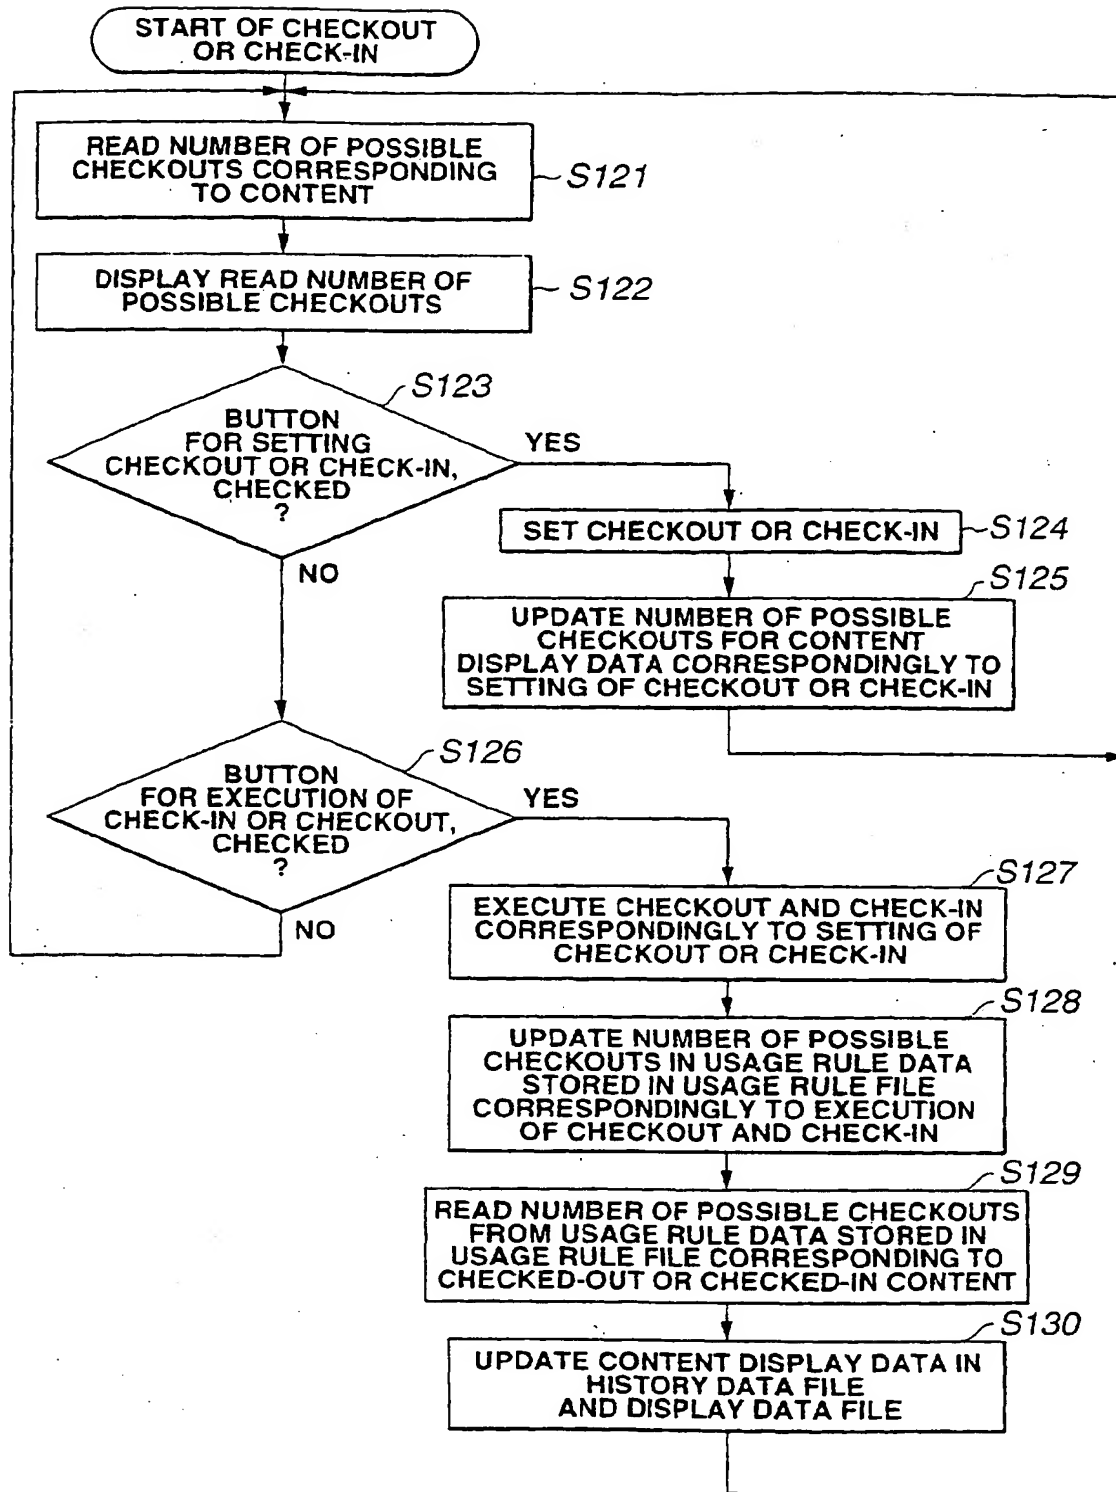 START OF CHECKOUT
OR CHECK-IN
READ NUMBER OF POSSIBLE
CHECKOUTS CORRESPONDING
TO CONTENT
S121
DISPLAY READ NUMBER OF
POSSIBLE CHECKOUTS
S122
S123
BUTTON
FOR SETTING
CHECKOUT OR CHECK-IN,
CHECKED
?
YES
NO
SET CHECKOUT OR CHECK-IN
S124
S125
UPDATE NUMBER OF POSSIBLE
CHECKOUTS FOR CONTENT
DISPLAY DATA CORRESPONDINGLY TO
SETTING OF CHECKOUT OR CHECK-IN
S126
BUTTON
FOR EXECUTION OF
CHECK-IN OR CHECKOUT,
CHECKED
?
YES
NO
S127
EXECUTE CHECKOUT AND CHECK-IN
CORRESPONDINGLY TO SETTING OF
CHECKOUT OR CHECK-IN
S128
UPDATE NUMBER OF POSSIBLE
CHECKOUTS IN USAGE RULE DATA
STORED IN USAGE RULE FILE
CORRESPONDINGLY TO EXECUTION
OF CHECKOUT AND CHECK-IN
S129
READ NUMBER OF POSSIBLE CHECKOUTS
FROM USAGE RULE DATA STORED IN
USAGE RULE FILE CORRESPONDING TO
CHECKED-OUT OR CHECKED-IN CONTENT
S130
UPDATE CONTENT DISPLAY DATA IN
HISTORY DATA FILE
AND DISPLAY DATA FILE